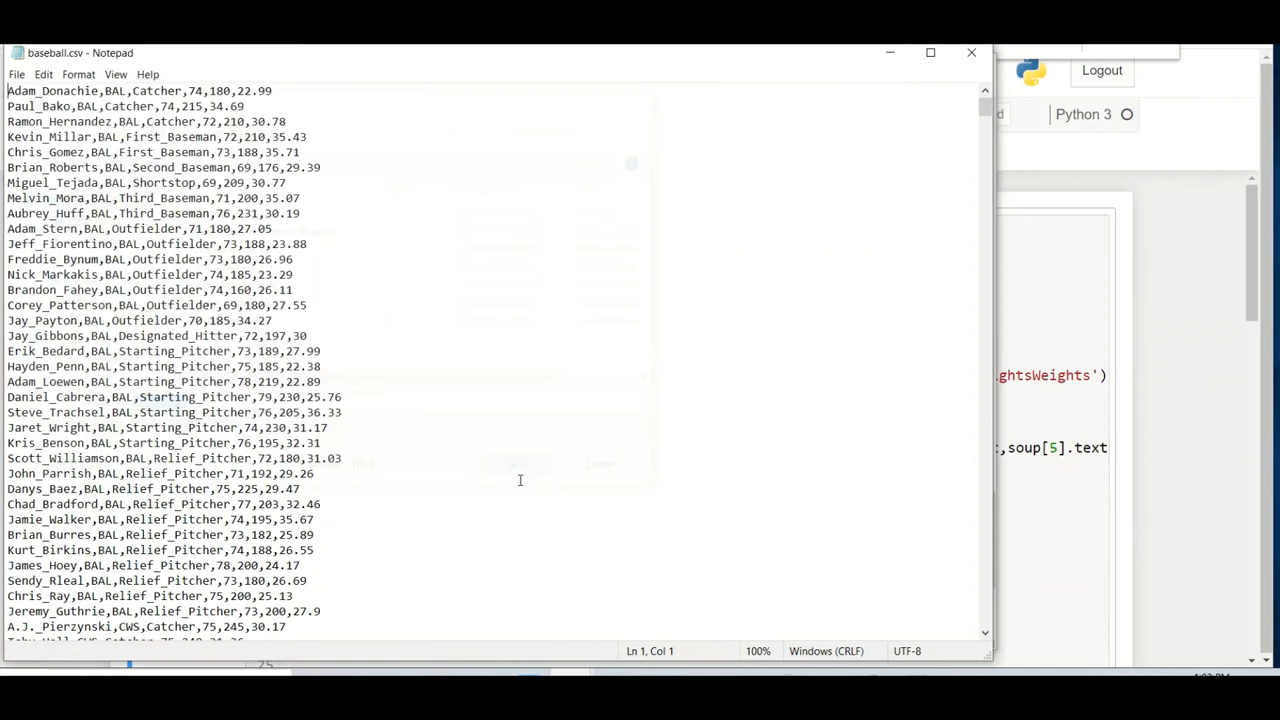 baseball.csv - Notepad
File Edit Format View Help
Adam_Donachie,BAL,Catcher,74,180,22.99
Paul_Bako,BAL,Catcher,74,215,34.69
Ramon_Hernandez,BAL,Catcher,72,210,30.78
Kevin_Millar,BAL,First_Baseman,72,210,35.43
Chris_Gomez,BAL,First_Baseman,73,188,35.71
Brian_Roberts,BAL,Second_Baseman,69,176,29.39
Miguel_Tejada,BAL,Shortstop,69,209,30.77
Melvin_Mora,BAL,Third_Baseman,71,200,35.07
Aubrey_Huff,BAL,Third_Baseman,76,231,30.19
Adam_Stern,BAL,Outfielder,71,180,27.05
Jeff_Fiorentino,BAL,Outfielder,73,188,23.88
Freddie_Bynum,BAL,Outfielder,73,180,26.96
Nick_Markakis,BAL,Outfielder,74,185,23.29
Brandon_Fahey,BAL,Outfielder,74,160,26.11
Corey_Patterson,BAL,Outfielder,69,180,27.55
Jay_Payton,BAL,Outfielder,70,185,34.27
Jay_Gibbons,BAL,Designated_Hitter,72,197,30
Erik_Bedard,BAL,Starting_Pitcher,73,189,27.99
Hayden_Penn,BAL,Starting_Pitcher,75,185,22.38
Adam_Loewen,BAL,Starting_Pitcher,78,219,22.89
Daniel_Cabrera,BAL,Starting_Pitcher,79,230,25.76
Steve_Trachsel,BAL,Starting_Pitcher,76,205,36.33
Jaret_Wright,BAL,Starting_Pitcher,74,230,31.17
Kris_Benson,BAL,Starting_Pitcher,76,195,32.31
Scott_Williamson,BAL,Relief_Pitcher,72,180,31.03
John_Parrish,BAL,Relief_Pitcher,71,192,29.26
Danys_Baez,BAL,Relief_Pitcher,75,225,29.47
Chad_Bradford,BAL,Relief_Pitcher,77,203,32.46
Jamie_Walker,BAL,Relief_Pitcher,74,195,35.67
Brian_Burres,BAL,Relief_Pitcher,73,182,25.89
Kurt_Birkins,BAL,Relief_Pitcher,74,188,26.55
James_Hoey,BAL,Relief_Pitcher,78,200,24.17
Sendy_Rleal,BAL,Relief_Pitcher,73,180,26.69
Chris_Ray,BAL,Relief_Pitcher,75,200,25.13
Jeremy_Guthrie,BAL,Relief_Pitcher,73,200,27.9
A.J._Pierzynski,CWS,Catcher,75,245,30.17
Ln 1, Col 1 100% Windows (CRLF) UTF-8
Logout
d Python 3
ghtsWeights')
t,soup[5].text
25